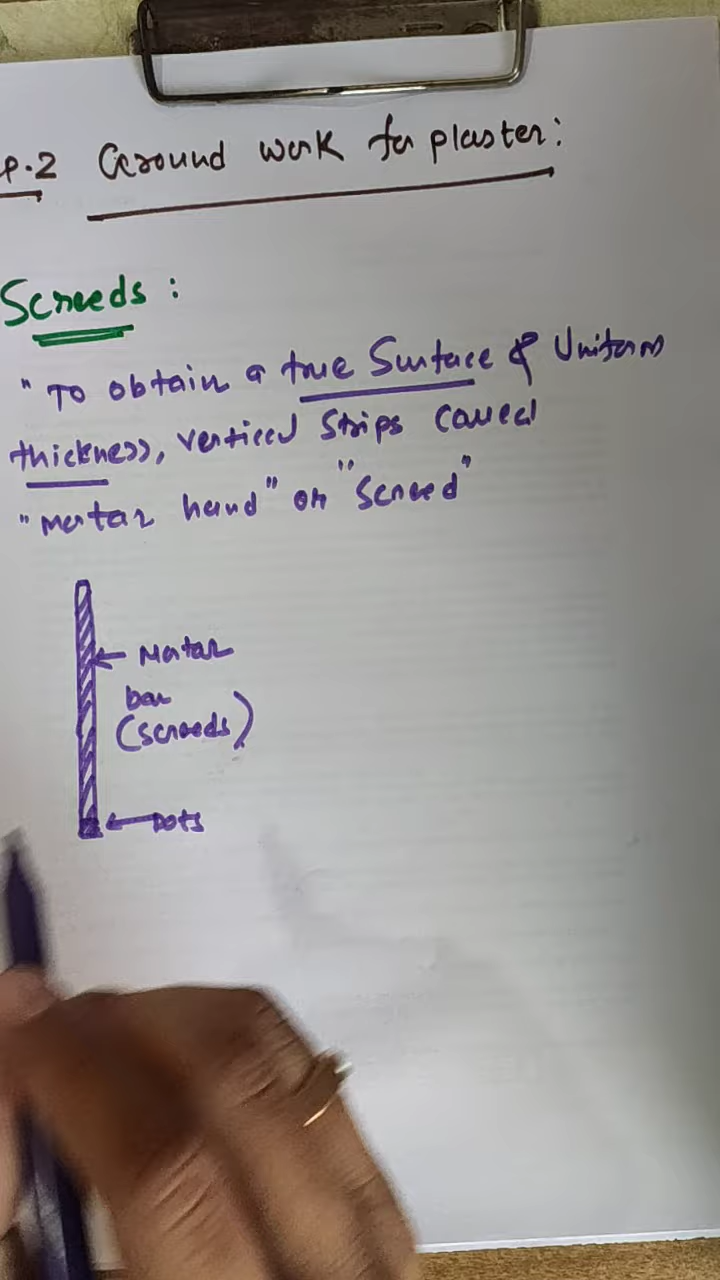 p.2 Ground work for plaster:
Screeds :
"To obtain a true Surface & Uniform
thickness, vertical strips called
"mortar band" or "Screed"
Mortar
bar
(screeds)
Dots